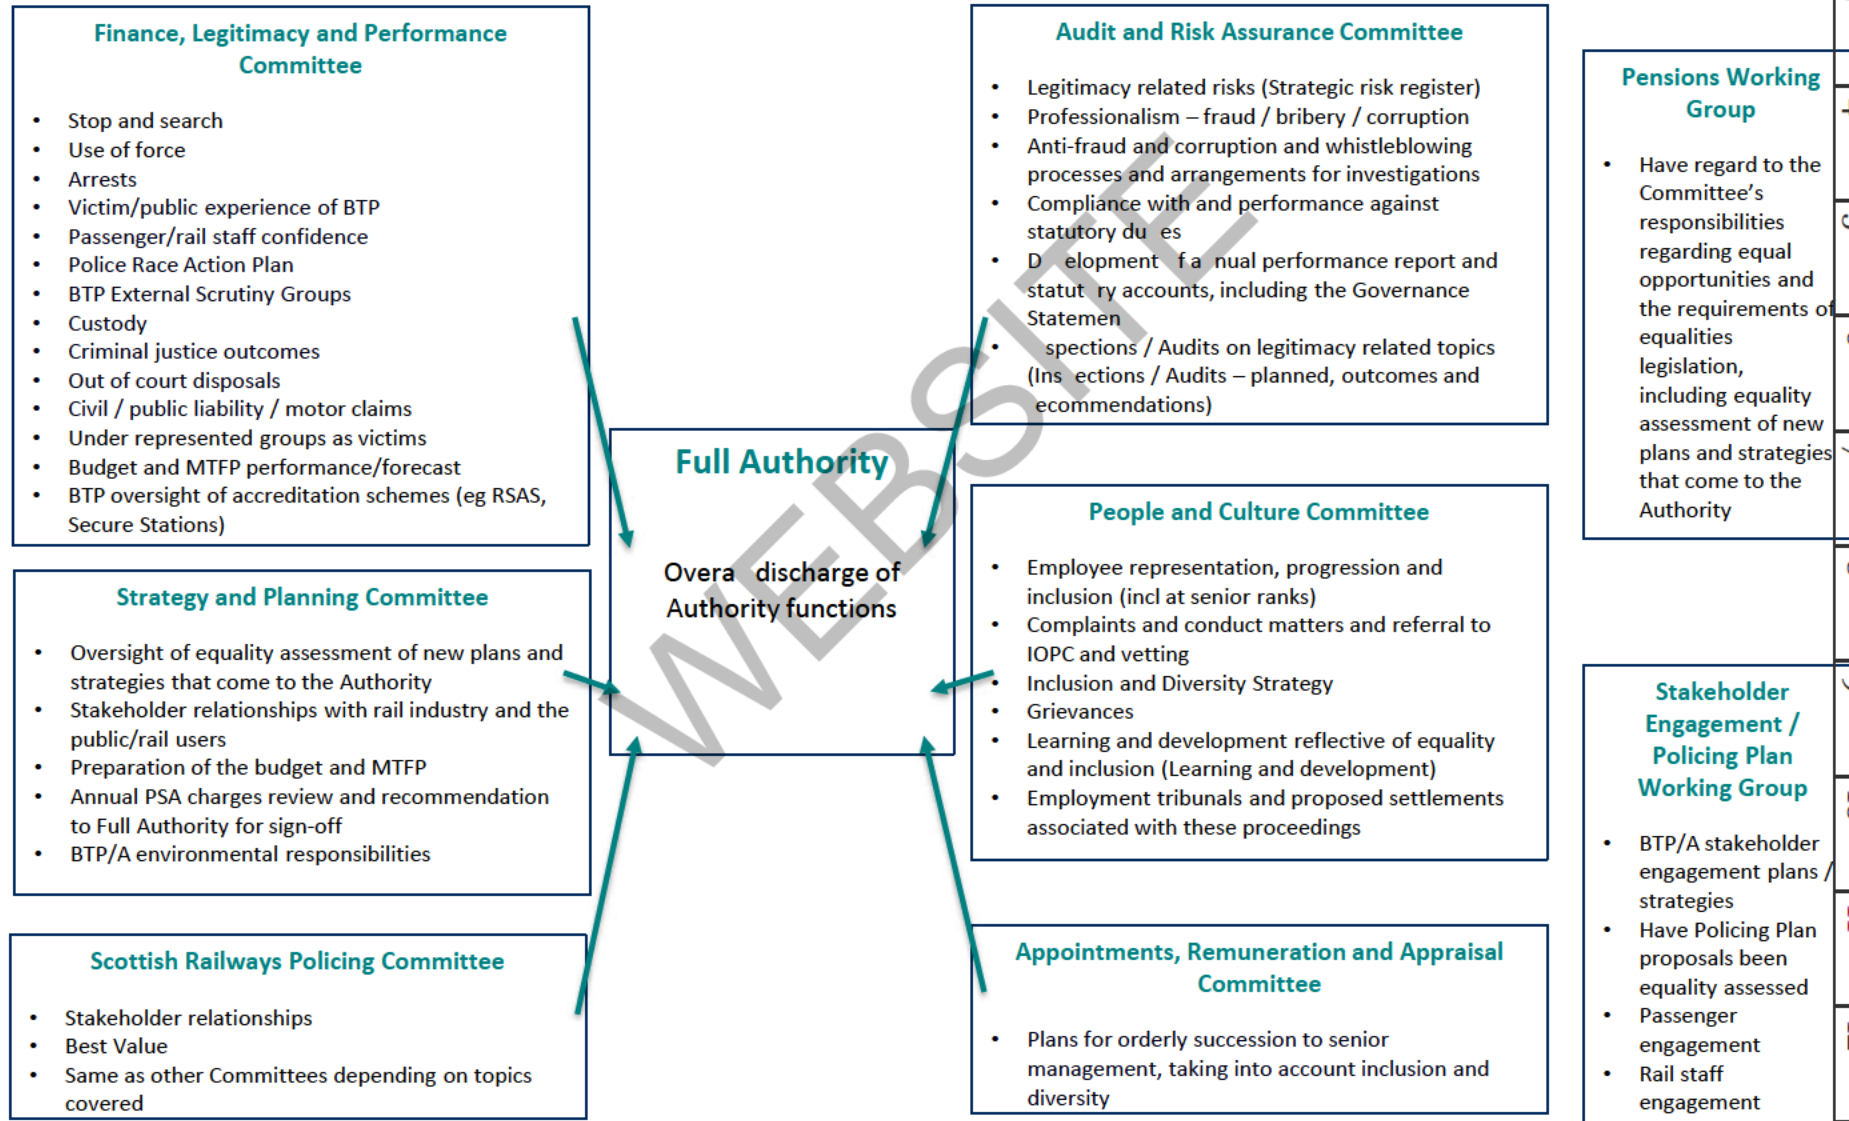 Finance, Legitimacy and Performance
Committee
• Stop and search
• Use of force
• Arrests
• Victim/public experience of BTP
• Passenger/rail staff confidence
• Police Race Action Plan
• BTP External Scrutiny Groups
• Custody
• Criminal justice outcomes
• Out of court disposals
• Civil / public liability / motor claims
• Under represented groups as victims
• Budget and MTFP performance/forecast
• BTP oversight of accreditation schemes (eg RSAS,
Secure Stations)
Strategy and Planning Committee
• Oversight of equality assessment of new plans and
strategies that come to the Authority
• Stakeholder relationships with rail industry and the
public/rail users
• Preparation of the budget and MTFP
• Annual PSA charges review and recommendation
to Full Authority for sign-off
• BTP/A environmental responsibilities
Scottish Railways Policing Committee
• Stakeholder relationships
• Best Value
• Same as other Committees depending on topics
covered
Full Authority
Overa discharge of
Authority functions
WEBSITE
Audit and Risk Assurance Committee
• Legitimacy related risks (Strategic risk register)
• Professionalism – fraud / bribery / corruption
• Anti-fraud and corruption and whistleblowing
processes and arrangements for investigations
• Compliance with and performance against
statutory du es
• D elopment f a nual performance report and
statut ry accounts, including the Governance
Statemen
• spections / Audits on legitimacy related topics
(Ins ections / Audits – planned, outcomes and
ecommendations)
People and Culture Committee
• Employee representation, progression and
inclusion (incl at senior ranks)
• Complaints and conduct matters and referral to
IOPC and vetting
• Inclusion and Diversity Strategy
• Grievances
• Learning and development reflective of equality
and inclusion (Learning and development)
• Employment tribunals and proposed settlements
associated with these proceedings
Appointments, Remuneration and Appraisal
Committee
• Plans for orderly succession to senior
management, taking into account inclusion and
diversity
Pensions Working
Group
• Have regard to the
Committee’s
responsibilities
regarding equal
opportunities and
the requirements of
equalities
legislation,
including equality
assessment of new
plans and strategies
that come to the
Authority
Stakeholder
Engagement /
Policing Plan
Working Group
• BTP/A stakeholder
engagement plans /
strategies
• Have Policing Plan
proposals been
equality assessed
• Passenger
engagement
• Rail staff
engagement